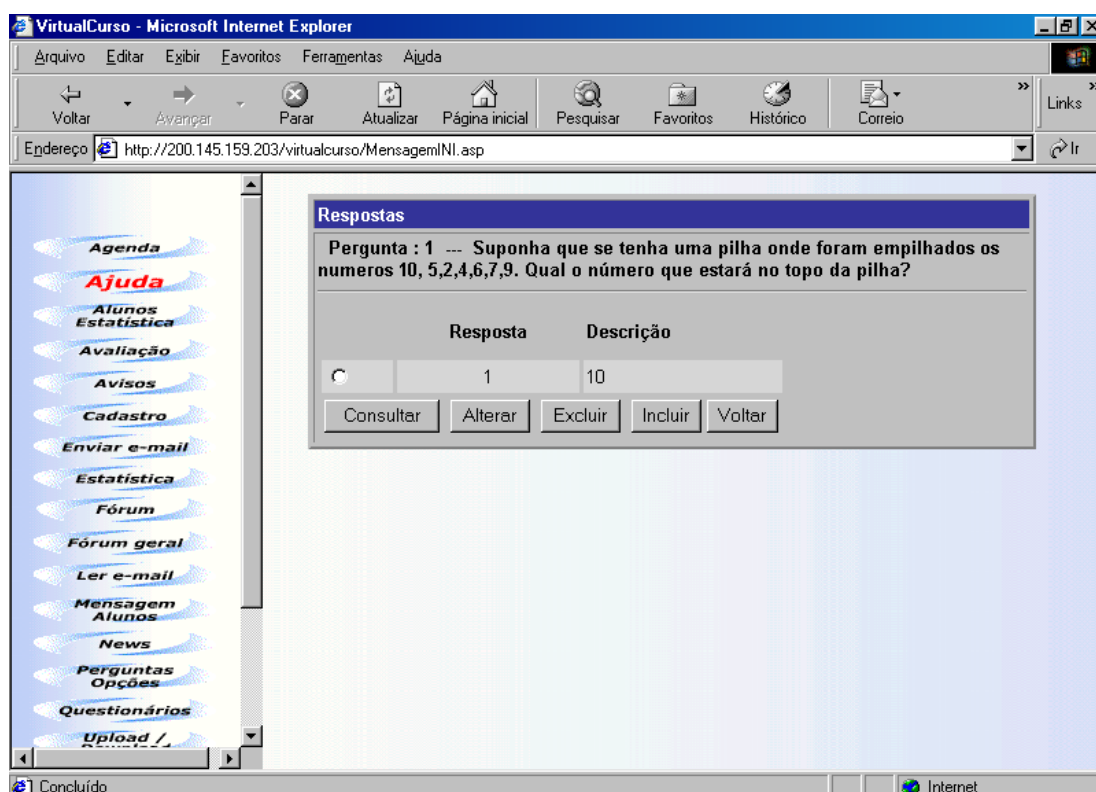 VirtualCurso - Microsoft Internet Explorer
Arquivo Editar Exibir Favoritos Ferramentas Ajuda
Voltar Avançar Parar Atualizar Página inicial Pesquisar Favoritos Histórico Correio » Links »
Endereço http://200.145.159.203/virtualcurso/MensagemINI.asp Ir
Agenda
Ajuda
Alunos
Estatística
Avaliação
Avisos
Cadastro
Enviar e-mail
Estatística
Fórum
Fórum geral
Ler e-mail
Mensagem
Alunos
News
Perguntas
Opções
Questionários
Upload /
Respostas
Pergunta : 1 --- Suponha que se tenha uma pilha onde foram empilhados os
numeros 10, 5,2,4,6,7,9. Qual o número que estará no topo da pilha?
Resposta Descrição
1 10
Consultar Alterar Excluir Incluir Voltar
Concluído Internet